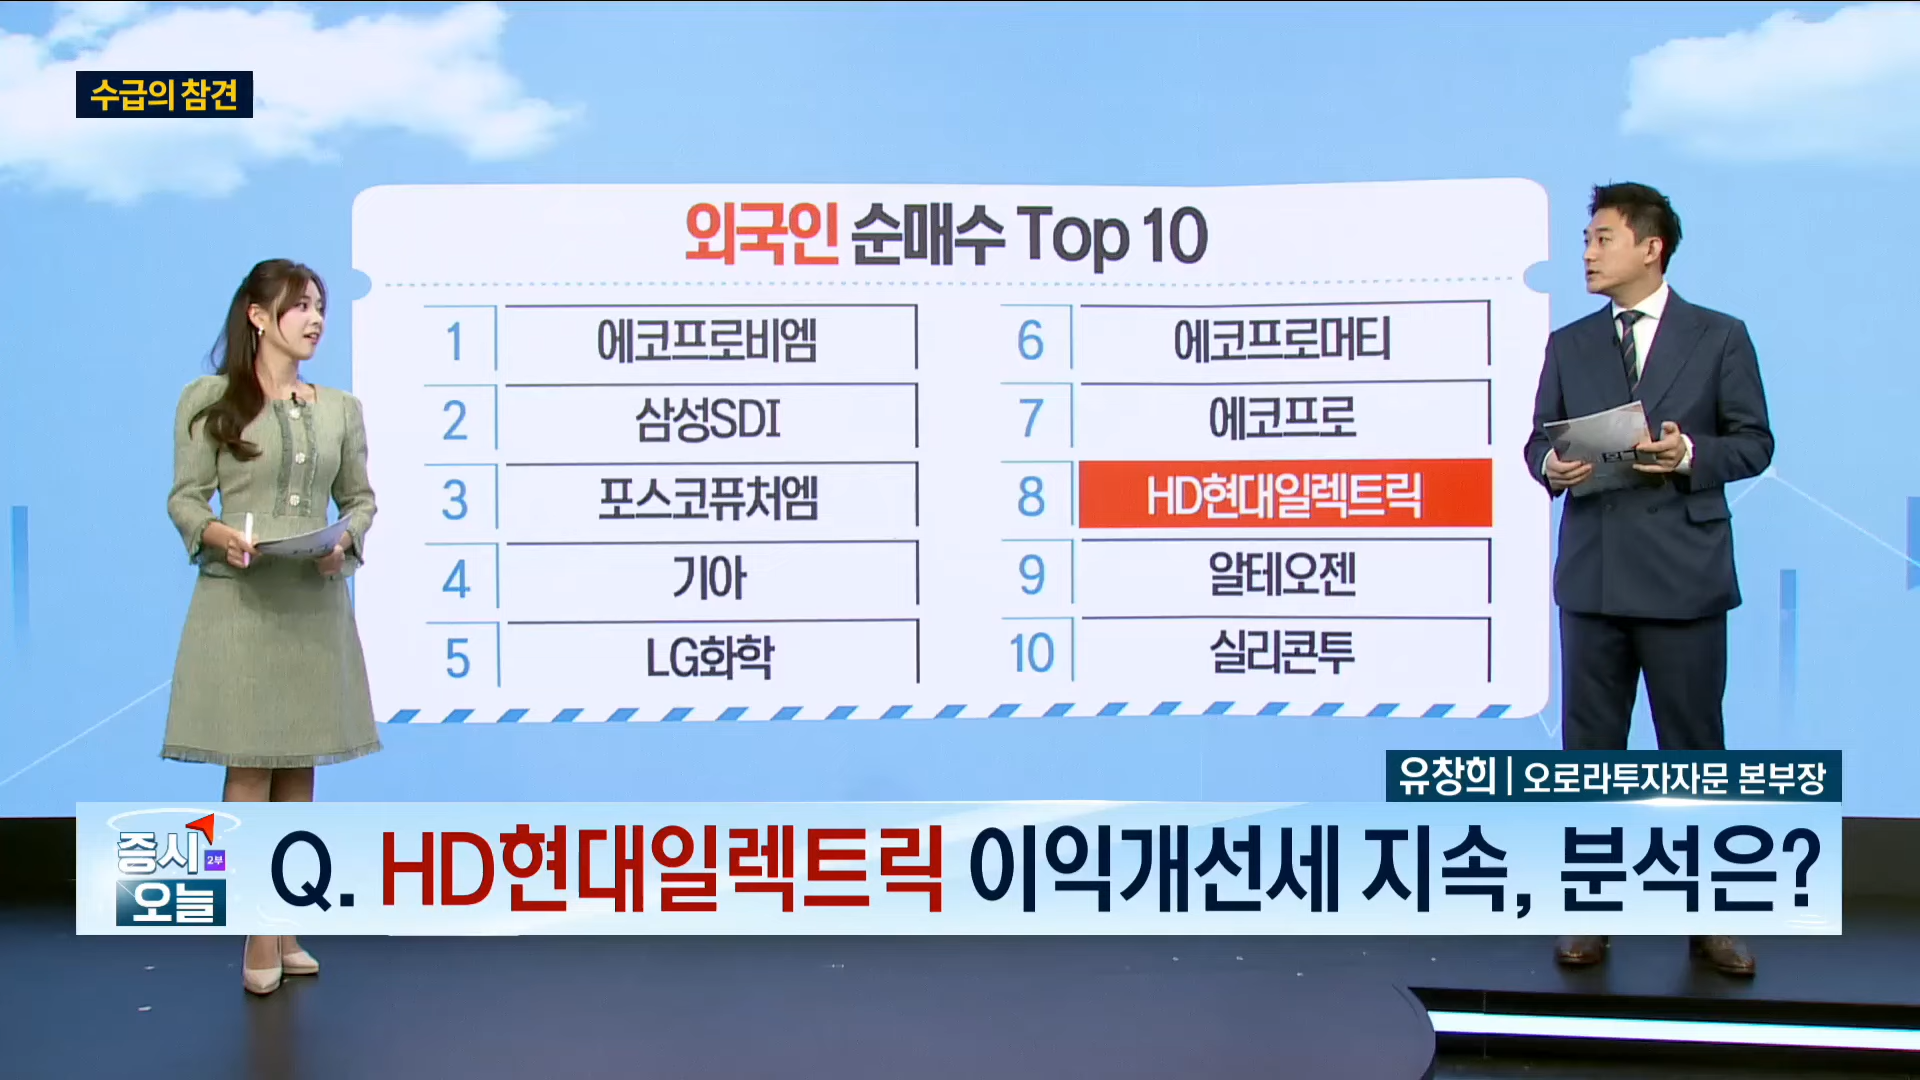 수급의 참견
외국인 순매수 Top 10
1 에코프로비엠
2 삼성SDI
3 포스코퓨처엠
4 기아
5 LG화학
6 에코프로머티
7 에코프로
8 HD현대일렉트릭
9 알테오젠
10 실리콘투
유창희 | 오로라투자자문 본부장
증시 2부
오늘
Q. HD현대일렉트릭 이익개선세 지속, 분석은?